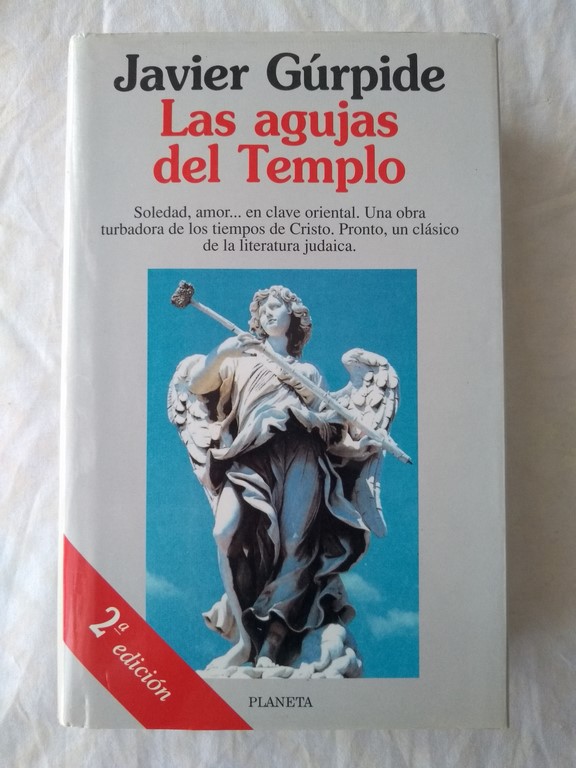 Javier Gúrpide
Las agujas
del Templo
Soledad, amor... en clave oriental. Una obra
turbadora de los tiempos de Cristo. Pronto, un clásico
de la literatura judaica.
2ª edición
PLANETA